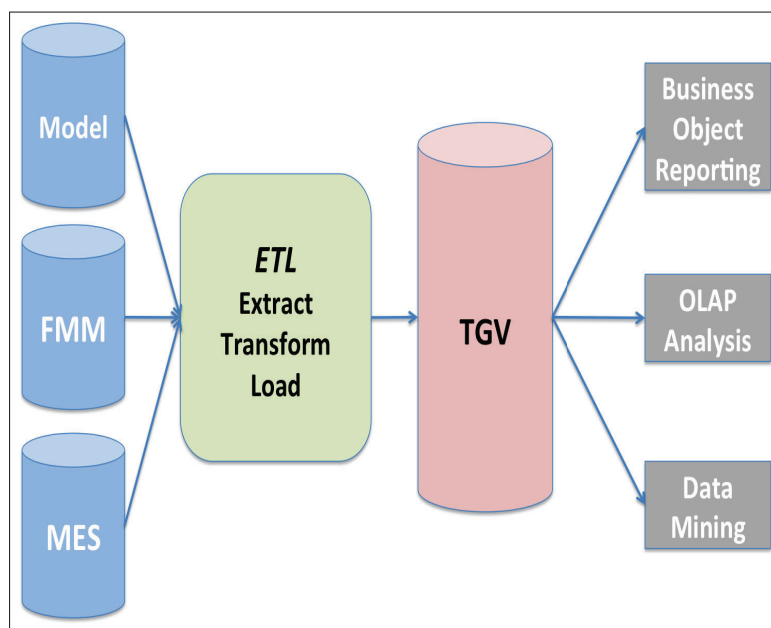 Model
FMM
MES
ETL
Extract
Transform
Load
TGV
Business
Object
Reporting
OLAP
Analysis
Data
Mining